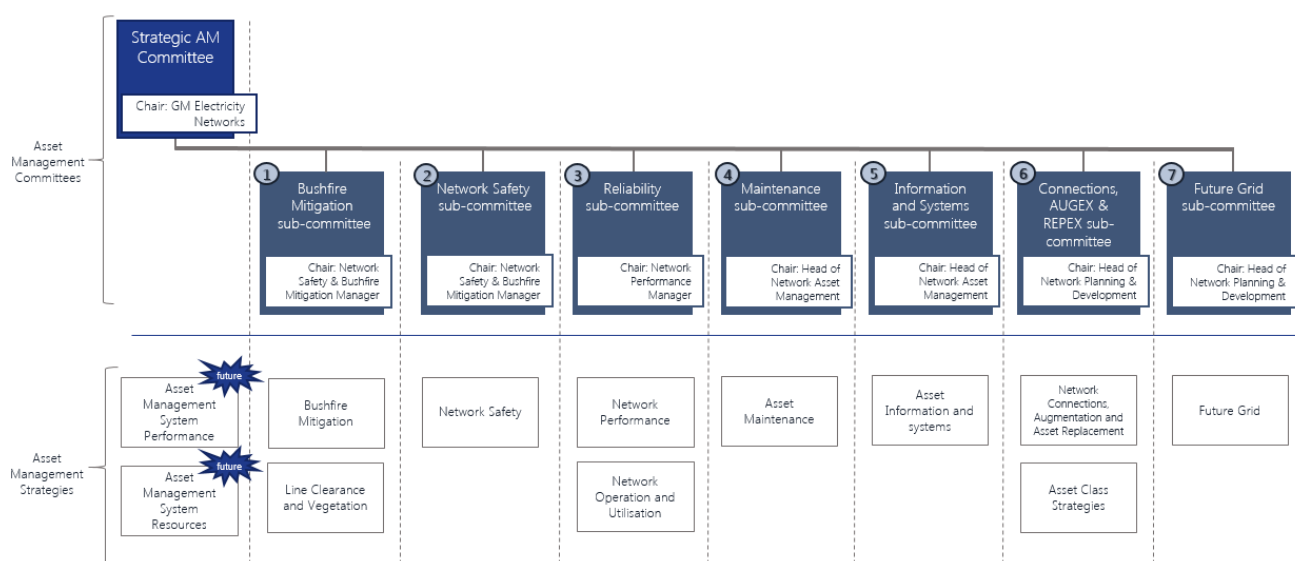 Strategic AM
Committee
Chair: GM Electricity
Networks
Asset
Management
Committees
1
Bushfire
Mitigation
sub-committee
Chair: Network
Safety & Bushfire
Mitigation Manager
2
Network Safety
sub-committee
Chair: Network
Safety & Bushfire
Mitigation Manager
3
Reliability
sub-committee
Chair: Network
Performance
Manager
4
Maintenance
sub-committee
Chair: Head of
Network Asset
Management
5
Information
and Systems
sub-committee
Chair: Head of
Network Asset
Management
6
Connections,
AUGEX &
REPEX sub-
committee
Chair: Head of
Network Planning &
Development
7
Future Grid
sub-committee
Chair: Head of
Network Planning &
Development
Asset
Management
Strategies
future
Asset
Management
System
Performance
future
Asset
Management
System
Resources
Bushfire
Mitigation
Line Clearance
and Vegetation
Network Safety
Network
Performance
Network
Operation and
Utilisation
Asset
Maintenance
Asset
Information and
systems
Network
Connections,
Augmentation and
Asset Replacement
Asset Class
Strategies
Future Grid